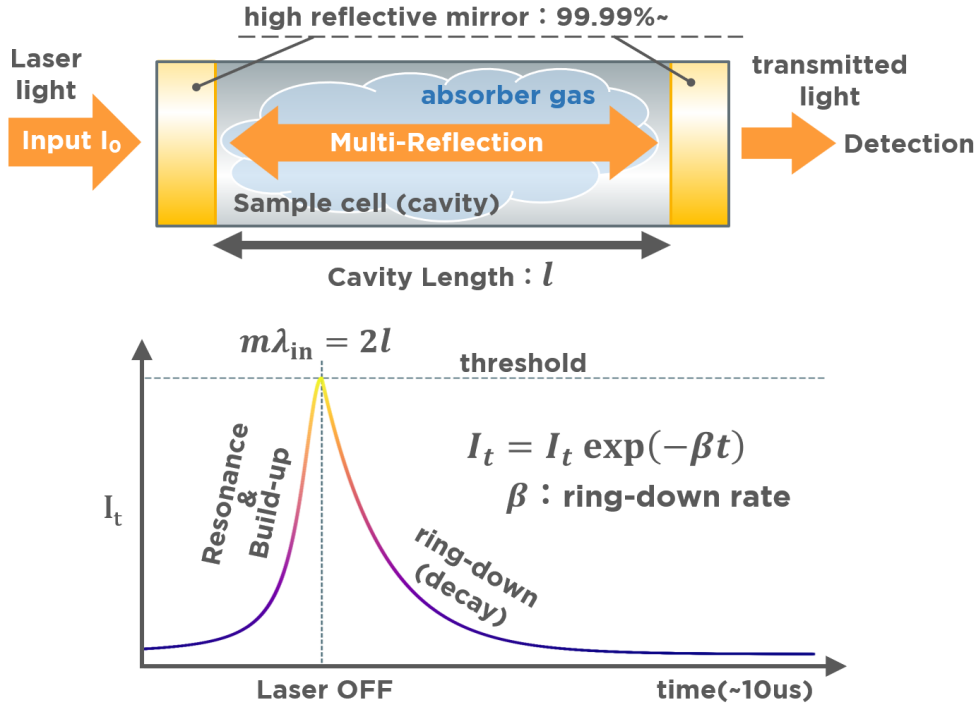 high reflective mirror : 99.99%~
Laser
light
Input I₀
absorber gas
Multi-Reflection
Sample cell (cavity)
transmitted
light
Detection
Cavity Length : l
mλin = 2l
threshold
Resonance
&
Build-up
Iₜ
Iₜ = Iₜ exp(−βt)
β : ring-down rate
ring-down
(decay)
Laser OFF
time(~10us)